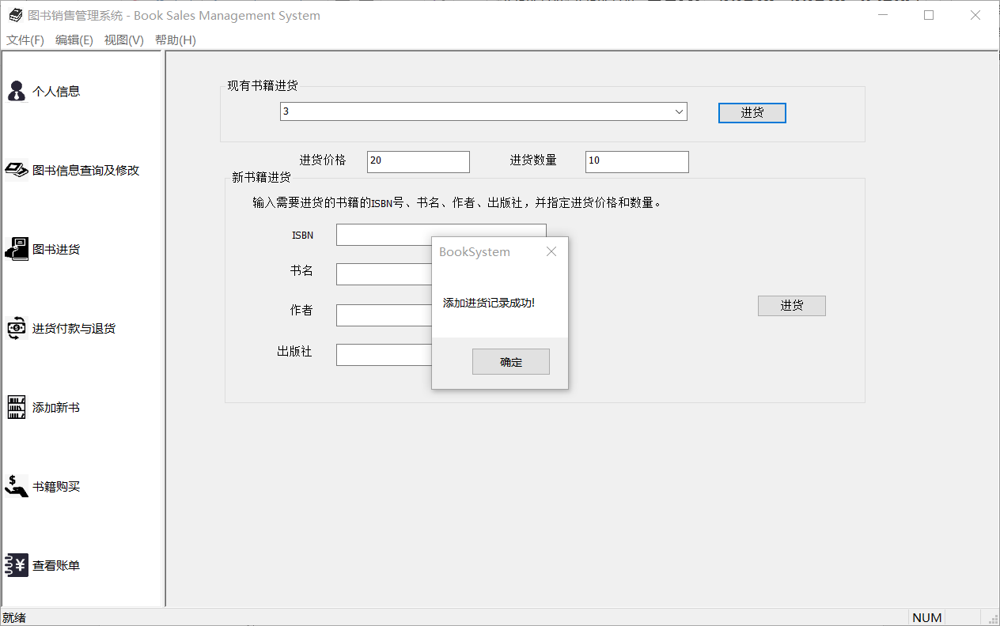 图书销售管理系统 - Book Sales Management System
文件(F) 编辑(E) 视图(V) 帮助(H)
个人信息
图书信息查询及修改
图书进货
进货付款与退货
添加新书
书籍购买
查看账单
现有书籍进货
3
进货
进货价格 20 进货数量 10
新书籍进货
输入需要进货的书籍的ISBN号、书名、作者、出版社，并指定进货价格和数量。
ISBN
书名
作者
出版社
进货
BookSystem
添加进货记录成功!
确定
就绪
NUM